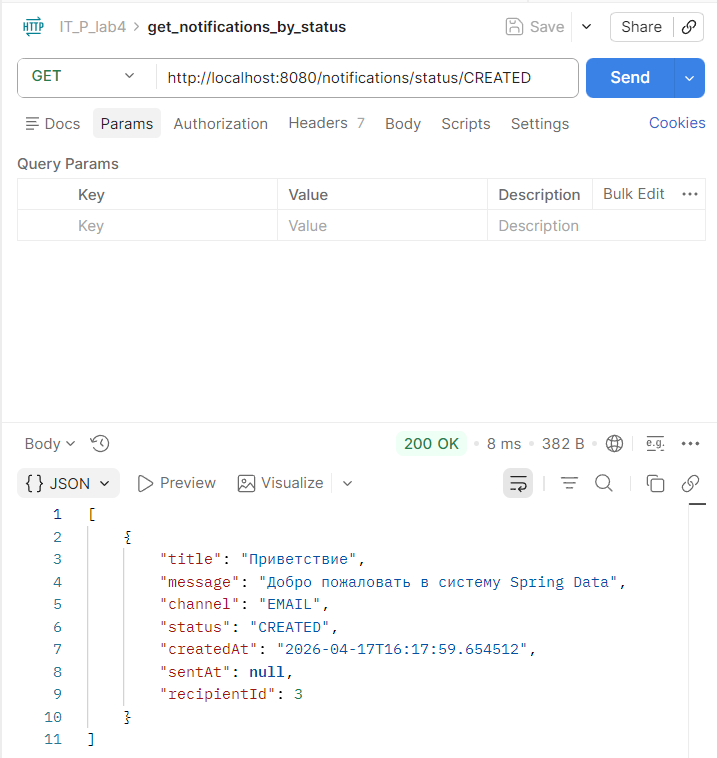 HTTP IT_P_lab4 > get_notifications_by_status Save Share
GET http://localhost:8080/notifications/status/CREATED Send
Docs Params Authorization Headers 7 Body Scripts Settings Cookies
Query Params
Key Value Description Bulk Edit
Key Value Description
Body 200 OK 8 ms 382 B e.g.
{} JSON Preview Visualize
1 [
2 {
3 "title": "Приветствие",
4 "message": "Добро пожаловать в систему Spring Data",
5 "channel": "EMAIL",
6 "status": "CREATED",
7 "createdAt": "2026-04-17T16:17:59.654512",
8 "sentAt": null,
9 "recipientId": 3
10 }
11 ]